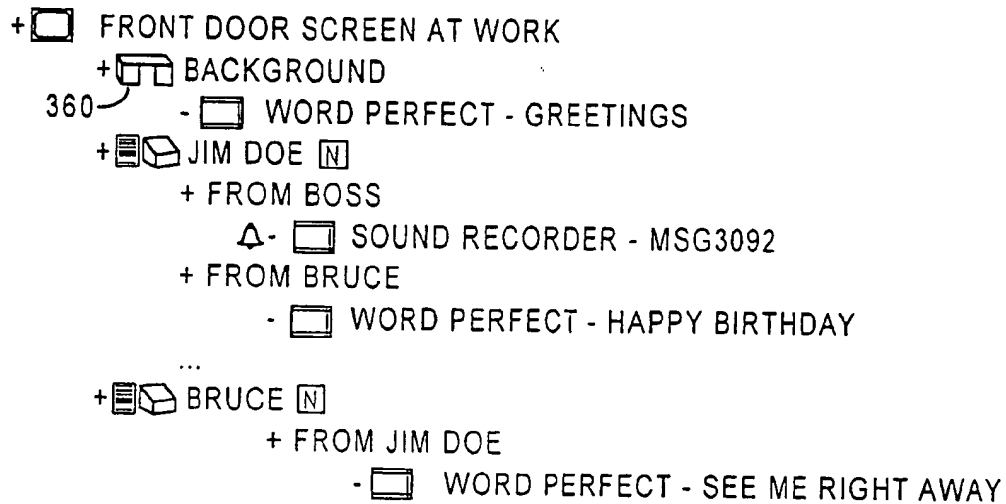 + FRONT DOOR SCREEN AT WORK
+ BACKGROUND
360
- WORD PERFECT - GREETINGS
+ JIM DOE N
+ FROM BOSS
- SOUND RECORDER - MSG3092
+ FROM BRUCE
- WORD PERFECT - HAPPY BIRTHDAY
...
+ BRUCE N
+ FROM JIM DOE
- WORD PERFECT - SEE ME RIGHT AWAY